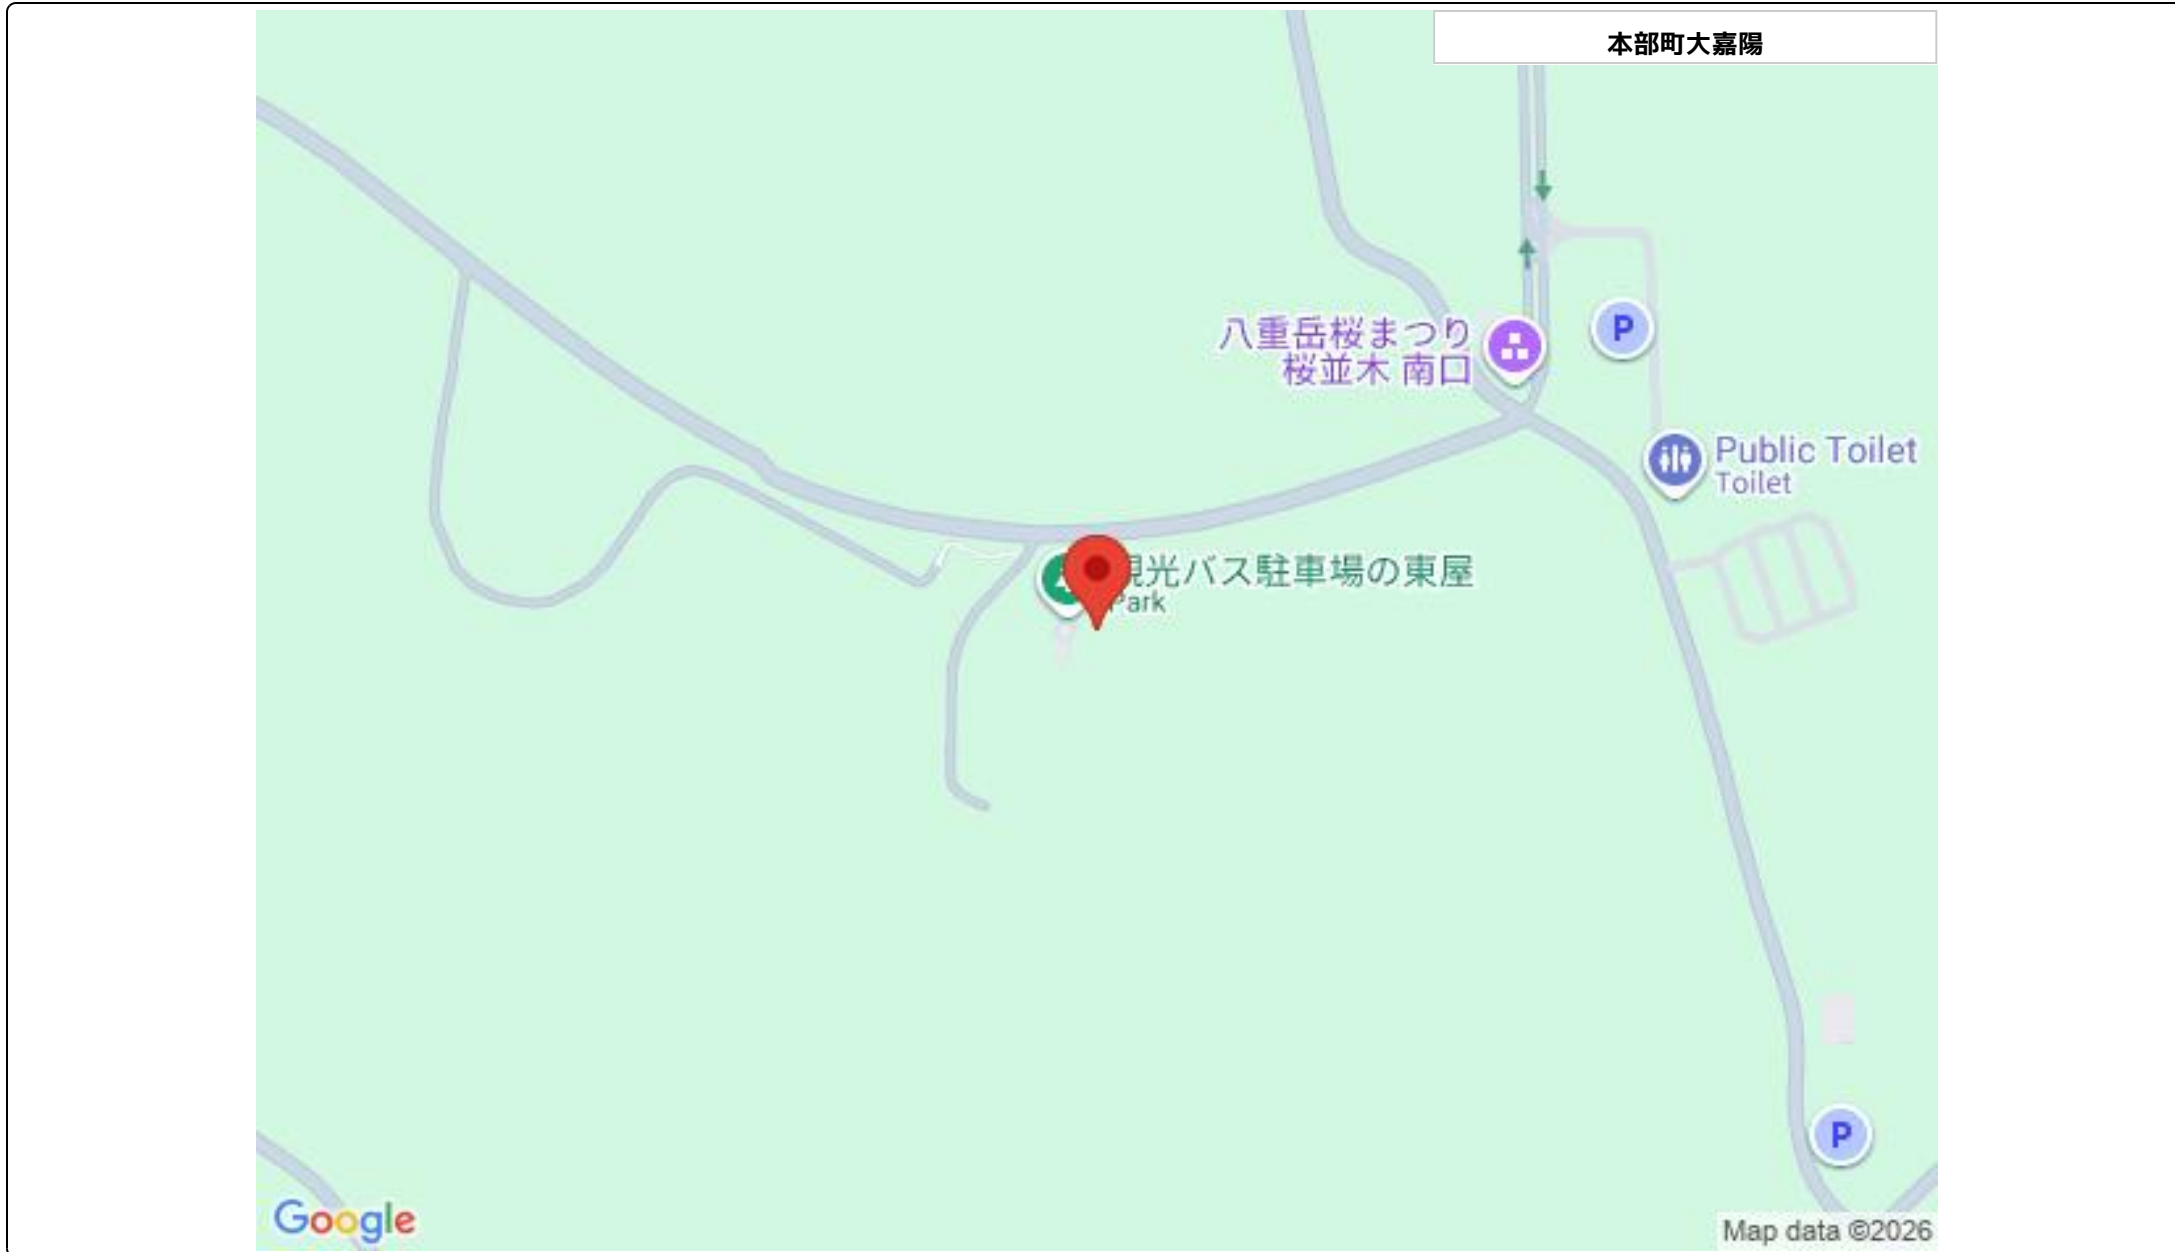 本部町大嘉陽
八重岳桜まつり
桜並木 南口
P
Public Toilet
Toilet
観光バス駐車場の東屋
Park
P
Google
Map data ©2026